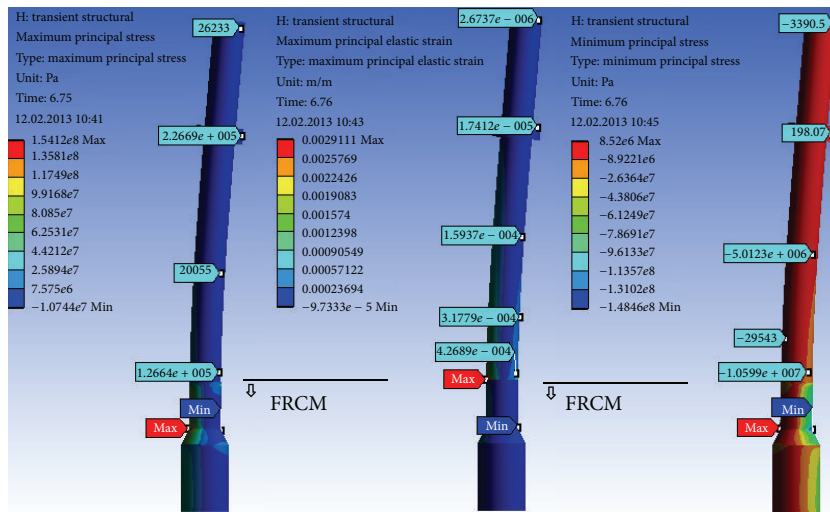 H: transient structural
Maximum principal stress
Type: maximum principal stress
Unit: Pa
Time: 6.75
12.02.2013 10:41
1.5412e8 Max
1.3581e8
1.1749e8
9.9168e7
8.085e7
6.2531e7
4.4212e7
2.5894e7
7.575e6
−1.0744e7 Min
26233
2.2669e + 005
20055
1.2664e + 005
Min
Max
FRCM
H: transient structural
Maximum principal elastic strain
Type: maximum principal elastic strain
Unit: m/m
Time: 6.76
12.02.2013 10:43
0.0029111 Max
0.0025769
0.0022426
0.0019083
0.001574
0.0012398
0.00090549
0.00057122
0.00023694
−9.7333e − 5 Min
2.6737e − 006
1.7412e − 005
1.5937e − 004
3.1779e − 004
4.2689e − 004
Max
Min
FRCM
H: transient structural
Minimum principal stress
Type: minimum principal stress
Unit: Pa
Time: 6.76
12.02.2013 10:45
8.52e6 Max
−8.9221e6
−2.6364e7
−4.3806e7
−6.1249e7
−7.8691e7
−9.6133e7
−1.1357e8
−1.3102e8
−1.4846e8 Min
−3390.5
198.07
−5.0123e + 006
−29543
−1.0599e + 007
Min
Max